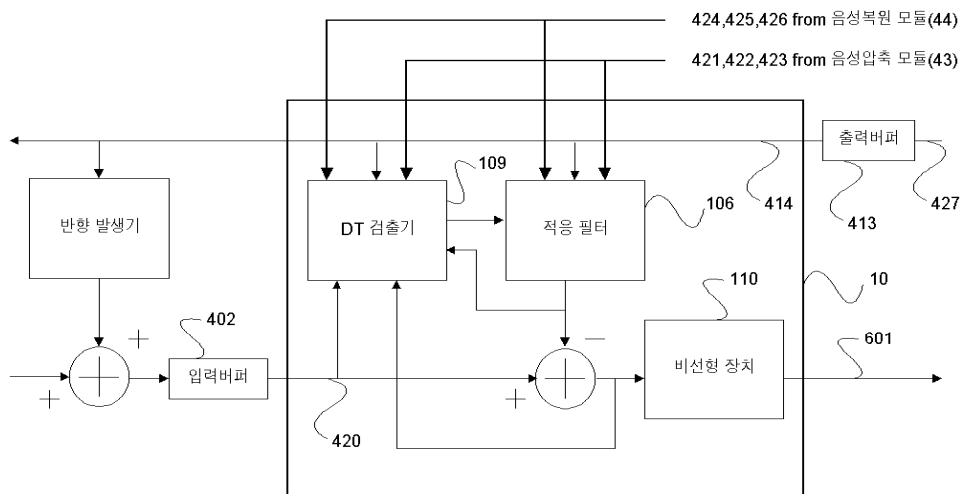 424,425,426 from 음성복원 모듈(44)
421,422,423 from 음성압축 모듈(43)
출력버퍼
109
반향 발생기
DT 검출기
적응 필터
106
414
413
427
110
10
402
+
+
입력버퍼
+
−
+
+
비선형 장치
601
420